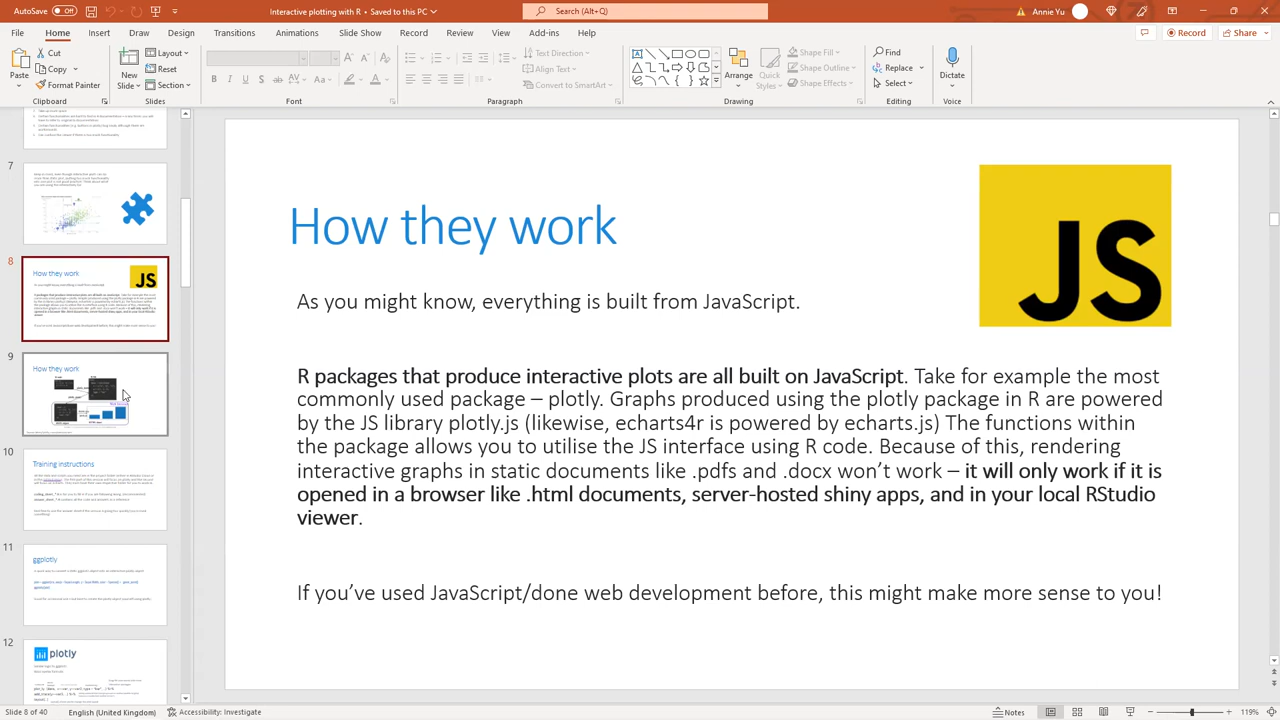 AutoSave Off Interactive plotting with R • Saved to this PC Search (Alt+Q) Annie Yu
File Home Insert Draw Design Transitions Animations Slide Show Record Review View Add-ins Help Record Share
Paste Cut Copy Format Painter Clipboard
New Slide Layout Reset Section Slides
Font
Text Direction Align Text Convert to SmartArt Paragraph
Arrange Quick Styles Shape Fill Shape Outline Shape Effects Drawing
Find Replace Select Editing
Dictate Voice
7
8
How they work
JS
9
How they work
10
Training instructions
11
ggplotly
12
plotly
How they work
JS
As you might know, everything is built from JavaScript.
R packages that produce interactive plots are all built on JavaScript. Take for example the most
commonly used package – plotly. Graphs produced using the plotly package in R are powered
by the JS library plotly.js (likewise, echarts4r is powered by echarts.js) The functions within
the package allows you to utilise the JS interface using R code. Because of this, rendering
interactive graphs in static documents like .pdfs and docx won’t work – it will only work if it is
opened in a browser like .html documents, server-hosted shiny apps, and in your local RStudio
viewer.
If you’ve used JavaScript/done web development before, this might make more sense to you!
Slide 8 of 40 English (United Kingdom) Accessibility: Investigate Notes 119%